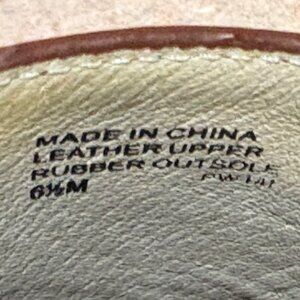 MADE IN CHINA
LEATHER UPPER
RUBBER OUTSOLE
6½M